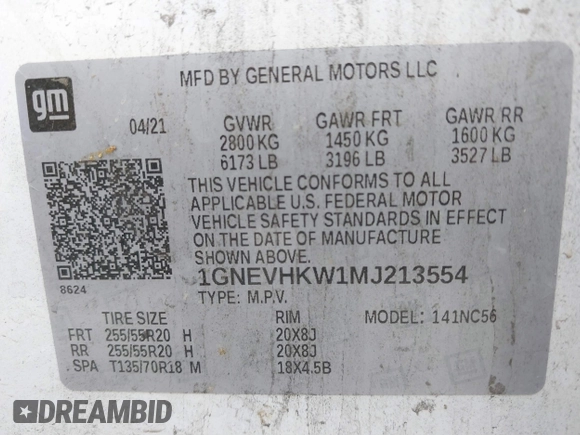 gm
MFD BY GENERAL MOTORS LLC
04/21 GVWR GAWR FRT GAWR RR
2800 KG 1450 KG 1600 KG
6173 LB 3196 LB 3527 LB
THIS VEHICLE CONFORMS TO ALL
APPLICABLE U.S. FEDERAL MOTOR
VEHICLE SAFETY STANDARDS IN EFFECT
ON THE DATE OF MANUFACTURE
SHOWN ABOVE.
8624 1GNEVHKW1MJ213554
TYPE: M.P.V.
TIRE SIZE RIM MODEL: 141NC56
FRT 255/55R20 H 20X8J
RR 255/55R20 H 20X8J
SPA T135/70R18 M 18X4.5B
DREAMBID